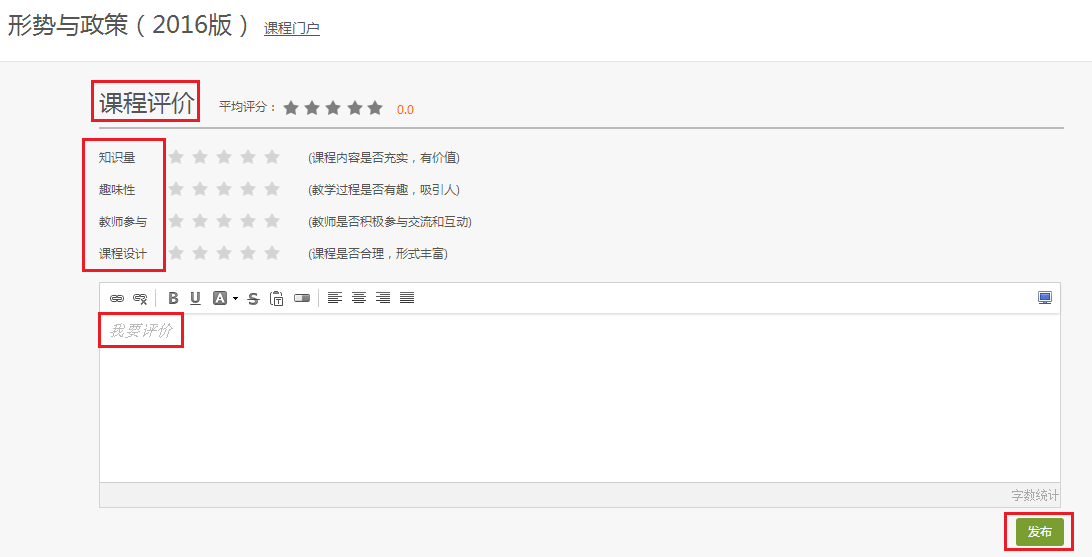 形势与政策（2016版） 课程门户
课程评价 平均评分： 0.0
知识量 (课程内容是否充实，有价值)
趣味性 (教学过程是否有趣，吸引人)
教师参与 (教师是否积极参与交流和互动)
课程设计 (课程是否合理，形式丰富)
B U A S T
我要评价
字数统计
发布